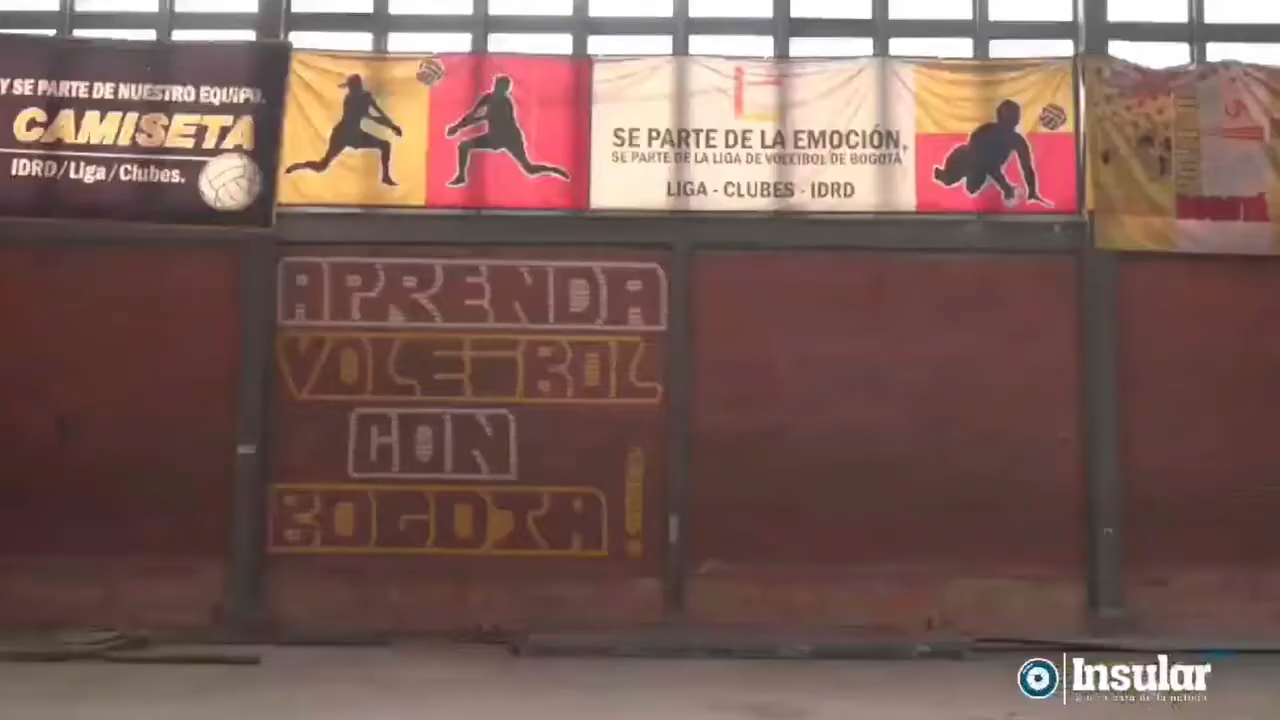 Y SE PARTE DE NUESTRO EQUIPO.
CAMISETA
IDRD/Liga/Clubes.
SE PARTE DE LA EMOCIÓN,
SE PARTE DE LA LIGA DE VOLEIBOL DE BOGOTÁ
LIGA - CLUBES - IDRD
APRENDA
VOLEIBOL
CON
BOGOTA!
Insular